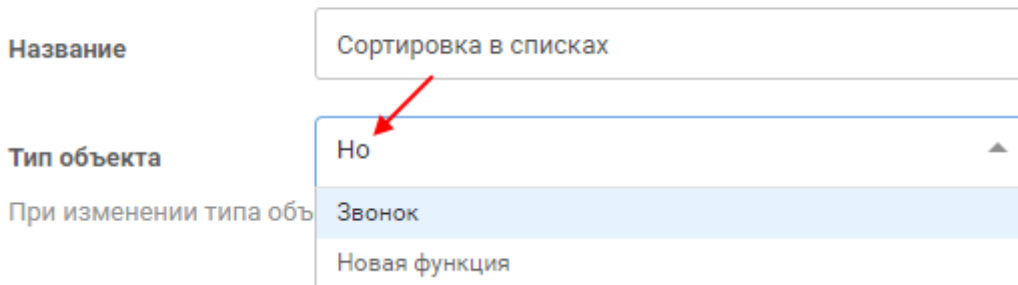 Название
Сортировка в списках
Тип объекта
Но
При изменении типа объ
Звонок
Новая функция